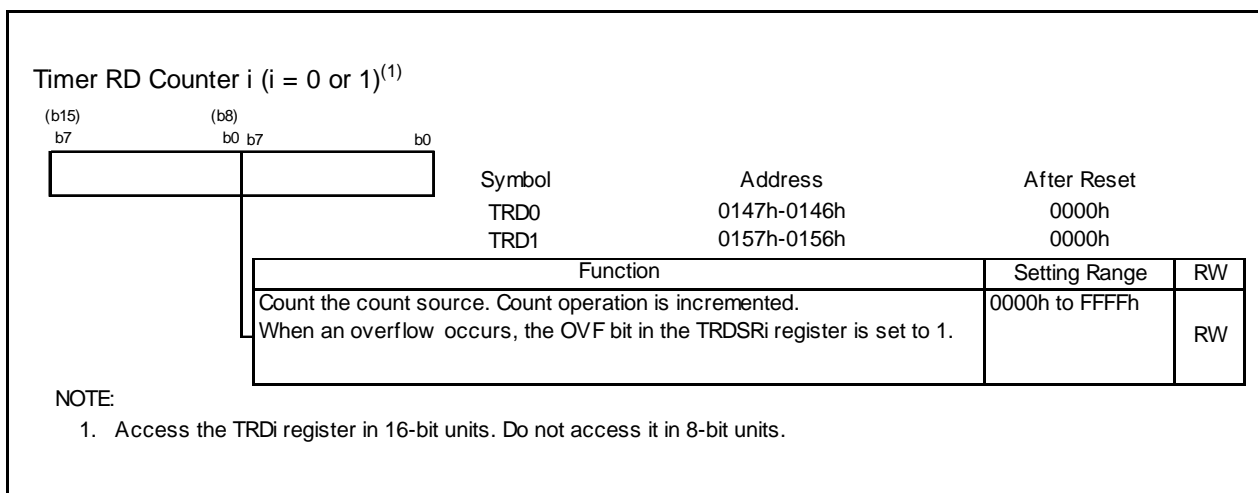 Timer RD Counter i (i = 0 or 1)(1)
(b15) (b8)
b7 b0 b7 b0
Symbol Address After Reset
TRD0 0147h-0146h 0000h
TRD1 0157h-0156h 0000h
Function Setting Range RW
Count the count source. Count operation is incremented. 0000h to FFFFh
When an overflow occurs, the OVF bit in the TRDSRi register is set to 1. RW
NOTE:
1. Access the TRDi register in 16-bit units. Do not access it in 8-bit units.